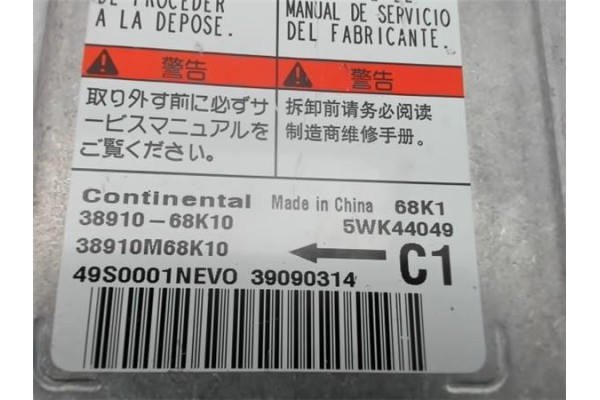 DE PROCEDER
A LA DEPOSE.
MANUAL DE SERVICIO
DEL FABRICANTE.
警告
取り外す前に必ずサ
ービスマニュアルを
ご覧ください。
警告
拆卸前请务必阅读
制造商维修手册。
Continental Made in China 68K1
38910-68K10 5WK44049
38910M68K10 C1
49S0001NEVO 39090314